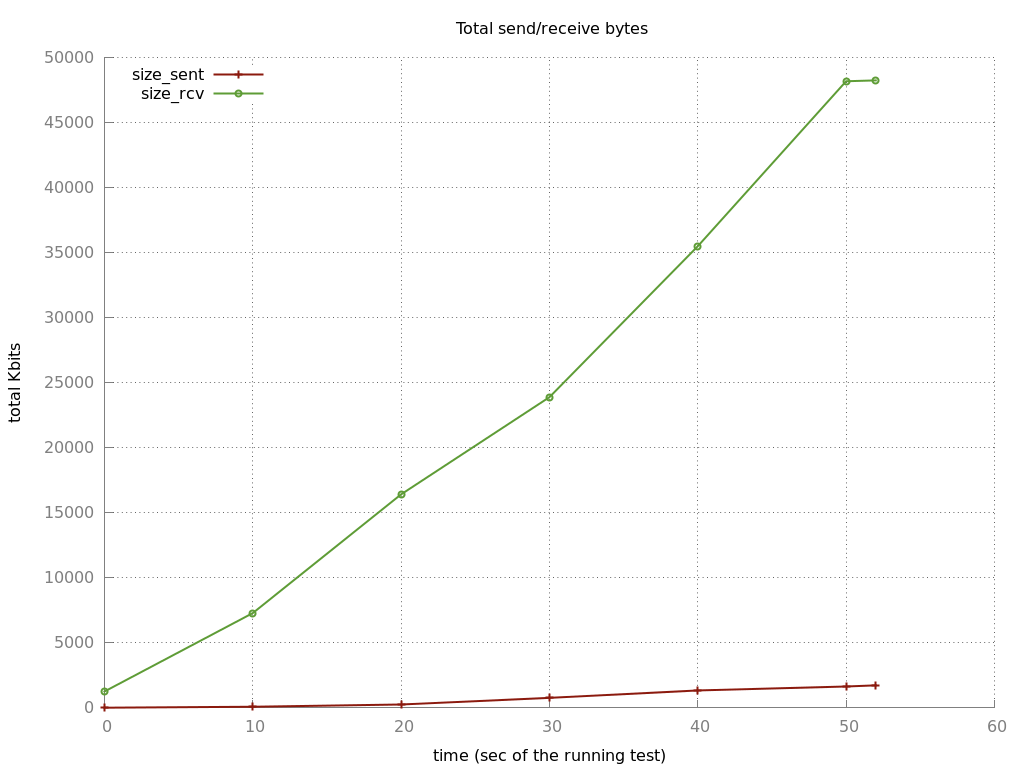 Total send/receive bytes
50000
size_sent
size_rcv
45000
40000
35000
30000
total Kbits
25000
20000
15000
10000
5000
0
0 10 20 30 40 50 60
time (sec of the running test)